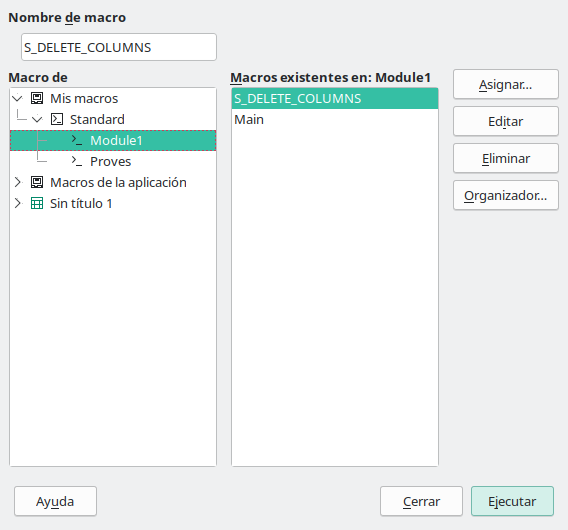 Nombre de macro
S_DELETE_COLUMNS
Macro de
Mis macros
Standard
Module1
Proves
Macros de la aplicación
Sin título 1
Macros existentes en: Module1
S_DELETE_COLUMNS
Main
Asignar...
Editar
Eliminar
Organizador...
Ayuda
Cerrar
Ejecutar